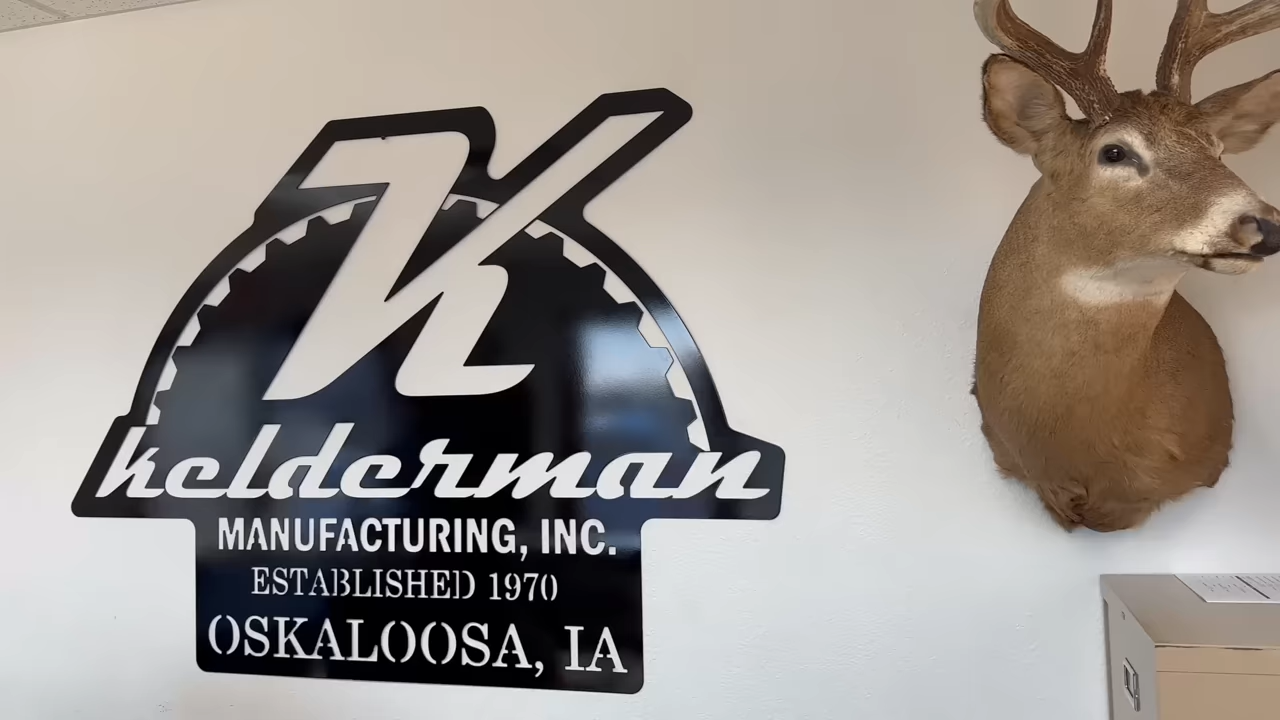 K
kelderman
MANUFACTURING, INC.
ESTABLISHED 1970
OSKALOOSA, IA